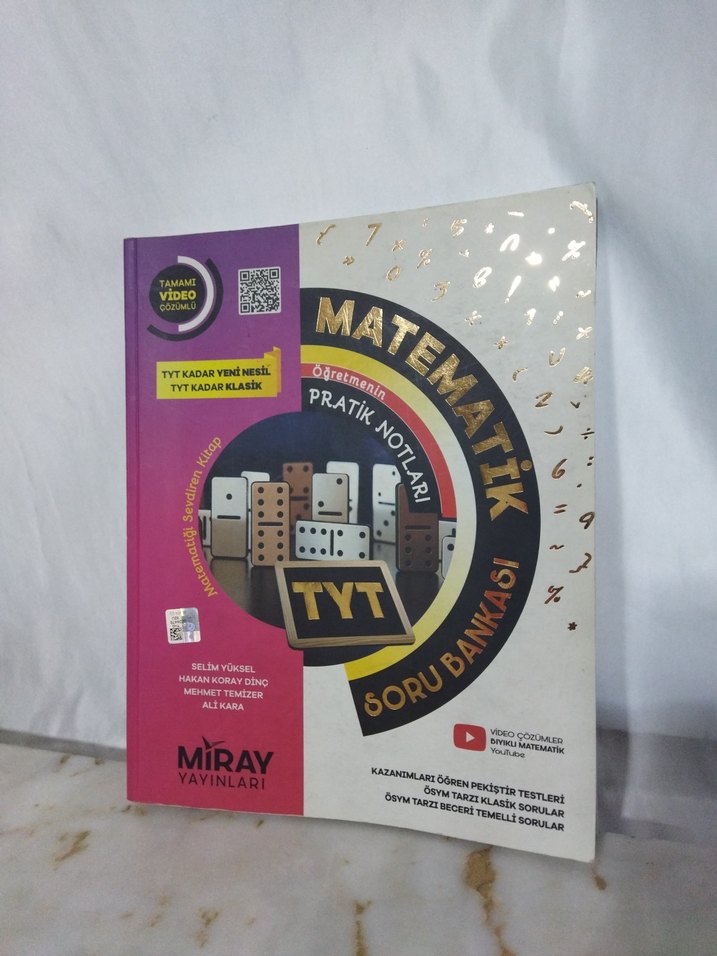 TAMAMI
VİDEO
ÇÖZÜMLÜ
TYT KADAR YENİ NESİL
TYT KADAR KLASİK
MATEMATİK
SORU BANKASI
Öğretmenin
PRATİK NOTLARI
Matematiği Sevdiren Kitap
TYT
SELİM YÜKSEL
HAKAN KORAY DİNÇ
MEHMET TEMİZER
ALİ KARA
MİRAY
YAYINLARI
VİDEO ÇÖZÜMLER
BIYIKLI MATEMATİK
YouTube
KAZANIMLARI ÖĞREN PEKİŞTİR TESTLERİ
ÖSYM TARZI KLASİK SORULAR
ÖSYM TARZI BECERİ TEMELLİ SORULAR